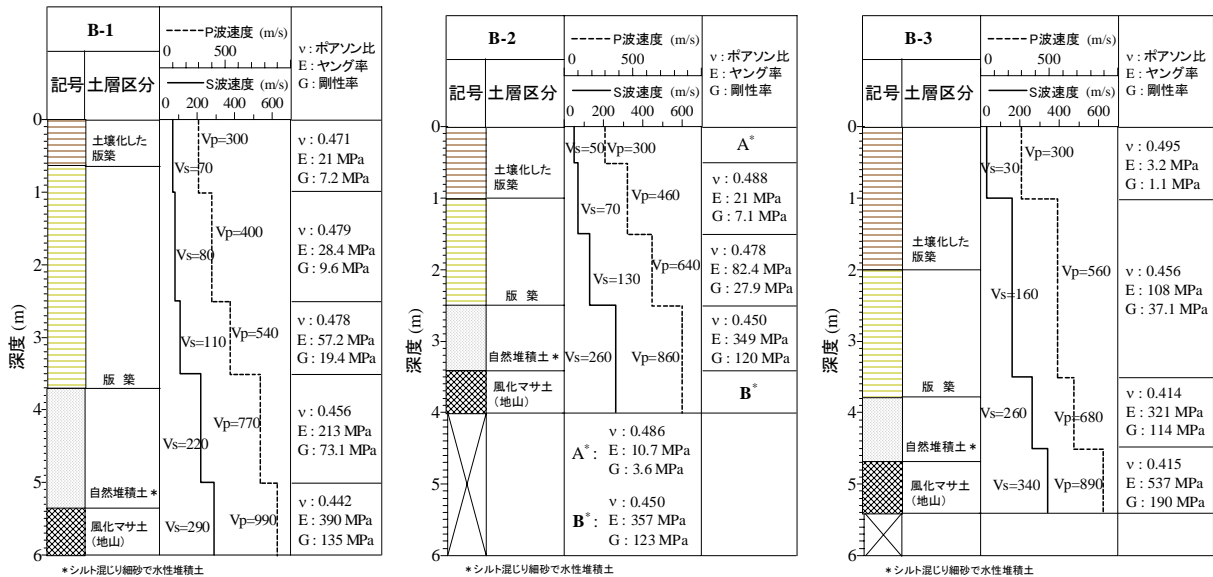 B-1
P波速度 (m/s)
0 500
ν : ポアソン比
E : ヤング率
G : 剛性率
記号
土層区分
S波速度 (m/s)
0 200 400 600
深度 (m)
0
1
2
3
4
5
6
土壌化した
版築
版 築
自然堆積土 *
風化マサ土
(地山)
Vp=300
Vs=70
Vp=400
Vs=80
Vp=540
Vs=110
Vp=770
Vs=220
Vs=290
Vp=990
ν : 0.471
E : 21 MPa
G : 7.2 MPa
ν : 0.479
E : 28.4 MPa
G : 9.6 MPa
ν : 0.478
E : 57.2 MPa
G : 19.4 MPa
ν : 0.456
E : 213 MPa
G : 73.1 MPa
ν : 0.442
E : 390 MPa
G : 135 MPa
*シルト混じり細砂で水性堆積土
B-2
P波速度 (m/s)
0 500
ν : ポアソン比
E : ヤング率
G : 剛性率
記号
土層区分
S波速度 (m/s)
0 200 400 600
深度 (m)
0
1
2
3
4
5
6
土壌化した
版築
版 築
自然堆積土 *
風化マサ土
(地山)
Vs=50
Vp=300
Vp=460
Vs=70
Vp=640
Vs=130
Vs=260
Vp=860
A*
ν : 0.488
E : 21 MPa
G : 7.1 MPa
ν : 0.478
E : 82.4 MPa
G : 27.9 MPa
ν : 0.450
E : 349 MPa
G : 120 MPa
B*
A* :
ν : 0.486
E : 10.7 MPa
G : 3.6 MPa
B* :
ν : 0.450
E : 357 MPa
G : 123 MPa
*シルト混じり細砂で水性堆積土
B-3
P波速度 (m/s)
0 500
ν : ポアソン比
E : ヤング率
G : 剛性率
記号
土層区分
S波速度 (m/s)
200 400 600
深度 (m)
0
1
2
3
4
5
6
土壌化した
版築
版 築
自然堆積土 *
風化マサ土
(地山)
Vp=300
Vs=30
Vp=560
Vs=160
Vs=260
Vp=680
Vs=340
Vp=890
ν : 0.495
E : 3.2 MPa
G : 1.1 MPa
ν : 0.456
E : 108 MPa
G : 37.1 MPa
ν : 0.414
E : 321 MPa
G : 114 MPa
ν : 0.415
E : 537 MPa
G : 190 MPa
*シルト混じり細砂で水性堆積土